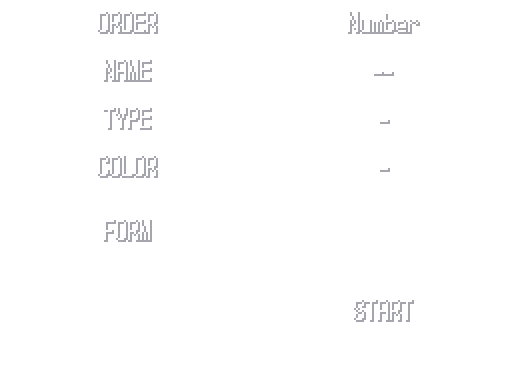 ORDER Number
NAME --
TYPE -
COLOR -
FORM
START